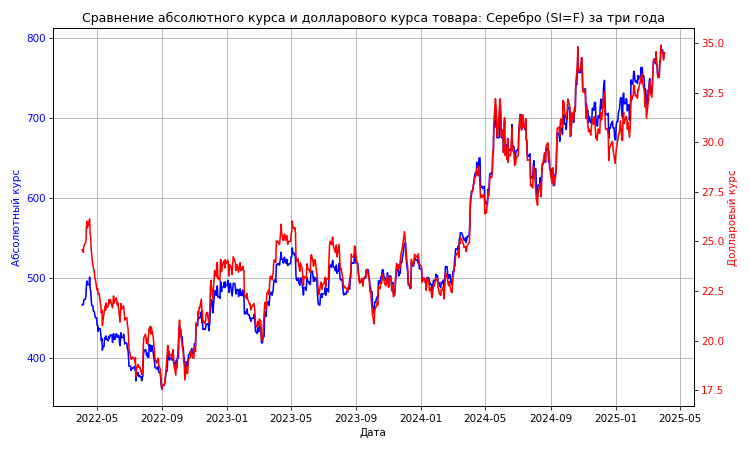 Сравнение абсолютного курса и долларового курса товара: Серебро (SI=F) за три года
Абсолютный курс
800
700
600
500
400
Долларовый курс
35.0
32.5
30.0
27.5
25.0
22.5
20.0
17.5
2022-05 2022-09 2023-01 2023-05 2023-09 2024-01 2024-05 2024-09 2025-01 2025-05
Дата